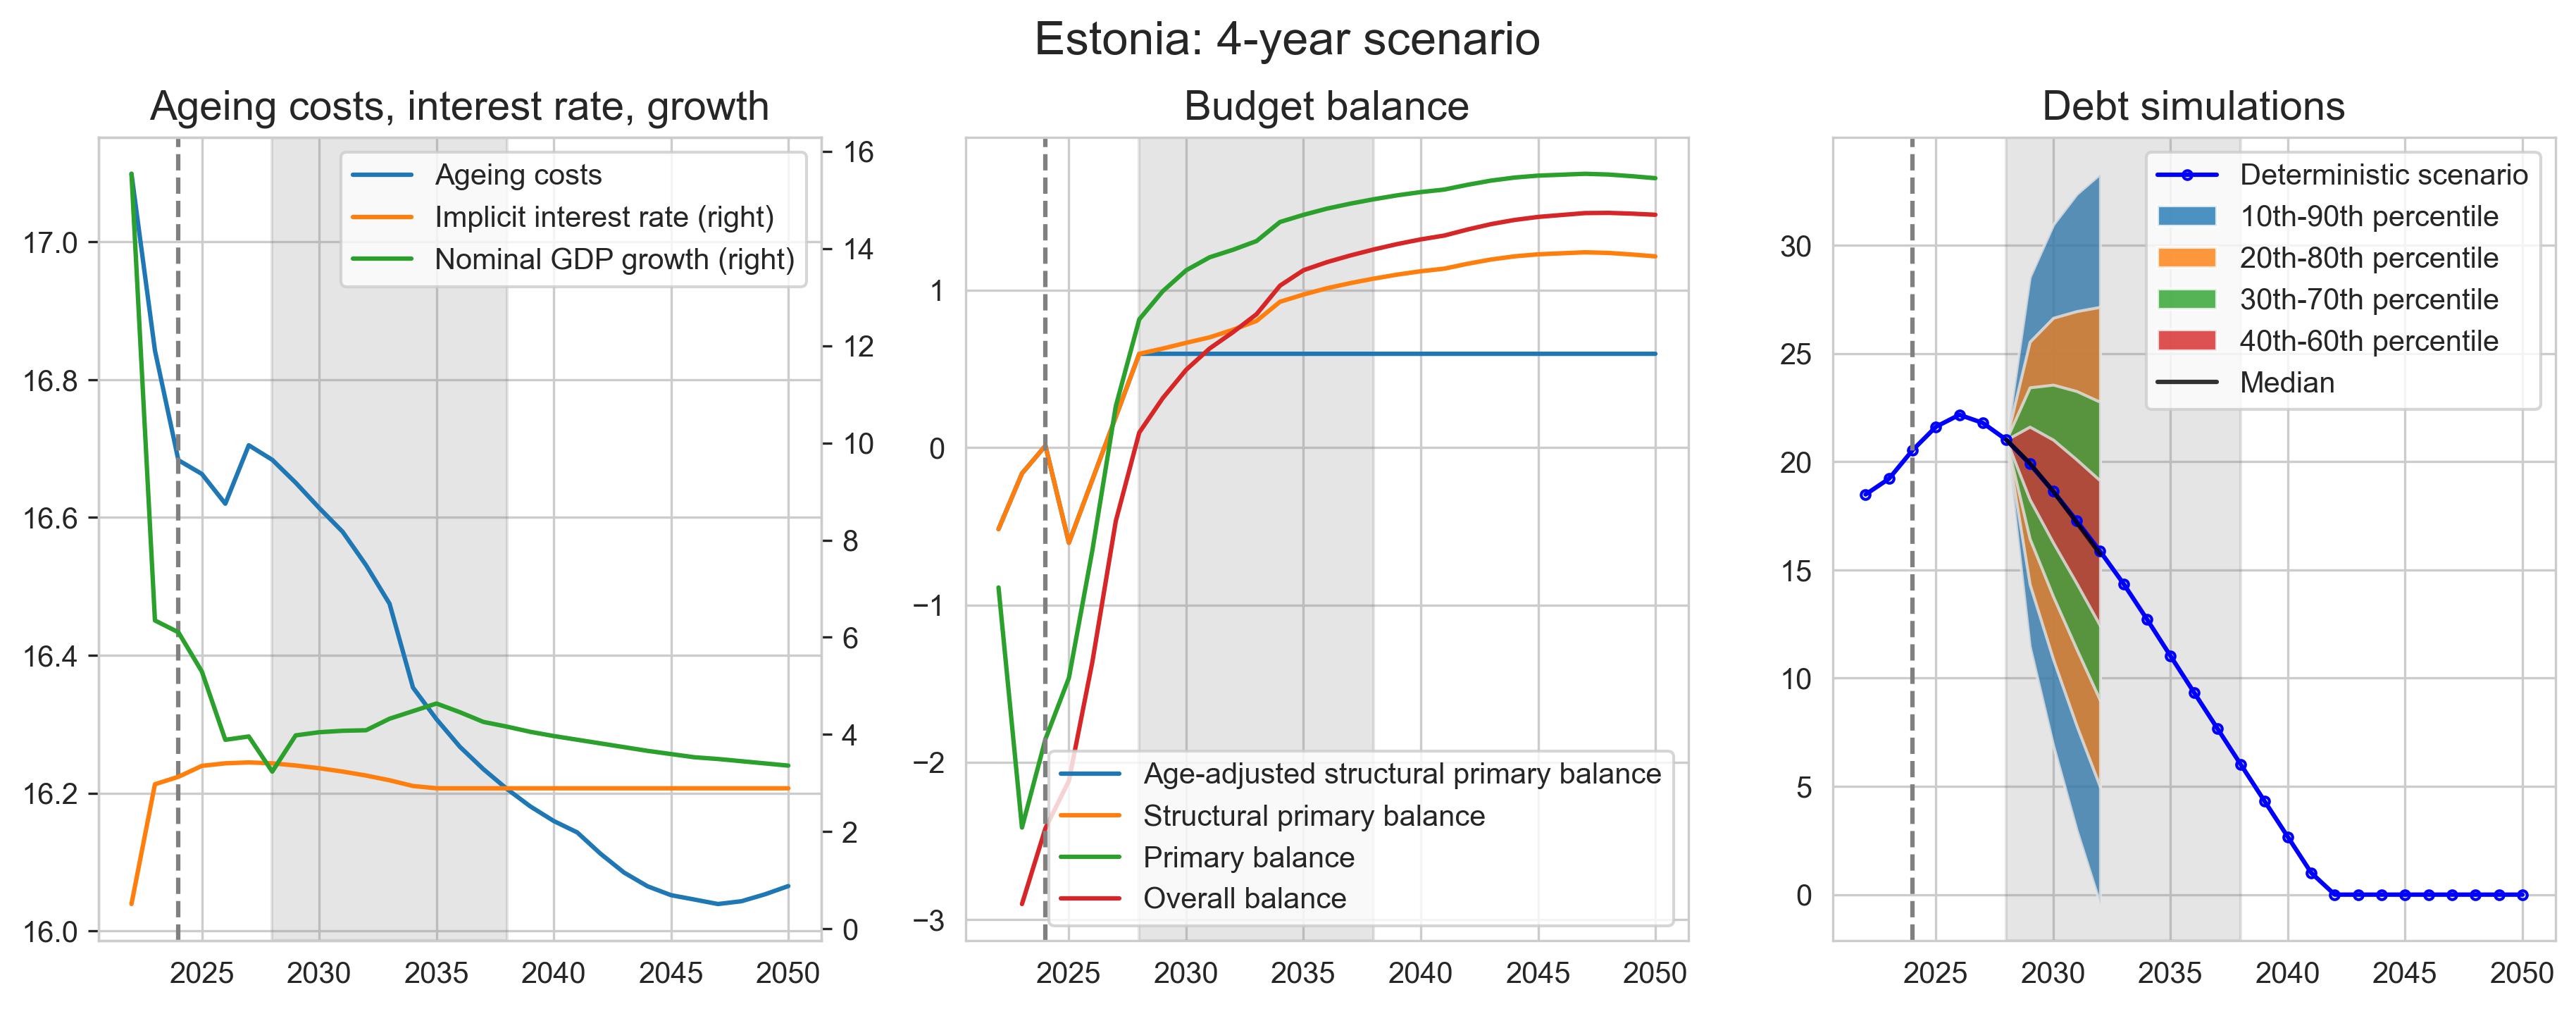 Estonia: 4-year scenario
Ageing costs, interest rate, growth
Ageing costs
Implicit interest rate (right)
Nominal GDP growth (right)
17.0
16.8
16.6
16.4
16.2
16.0
16
14
12
10
8
6
4
2
0
2025 2030 2035 2040 2045 2050
Budget balance
1
0
−1
−2
−3
Age-adjusted structural primary balance
Structural primary balance
Primary balance
Overall balance
2025 2030 2035 2040 2045 2050
Debt simulations
Deterministic scenario
10th-90th percentile
20th-80th percentile
30th-70th percentile
40th-60th percentile
Median
30
25
20
15
10
5
0
2025 2030 2035 2040 2045 2050